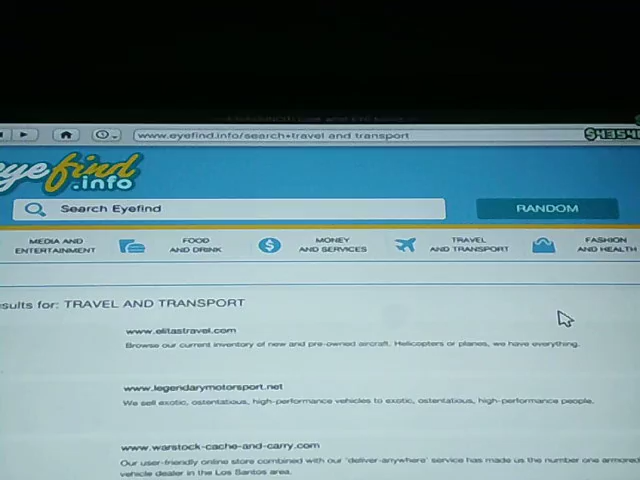 www.eyefind.info/search=travel and transport
eyefind
.info
Search Eyefind
RANDOM
MEDIA AND
ENTERTAINMENT
FOOD
AND DRINK
MONEY
AND SERVICES
TRAVEL
AND TRANSPORT
FASHION
AND HEALTH
sults for: TRAVEL AND TRANSPORT
www.elitastravel.com
Browse our current inventory of new and pre-owned aircraft. Helicopters or planes, we have everything.
www.legendarymotorsport.net
We sell exotic, ostentatious, high-performance vehicles to exotic, ostentatious, high-performance people.
www.warstock-cache-and-carry.com
Our user-friendly online store combined with our 'deliver-anywhere' service has made us the number one armored
vehicle dealer in the Los Santos area.